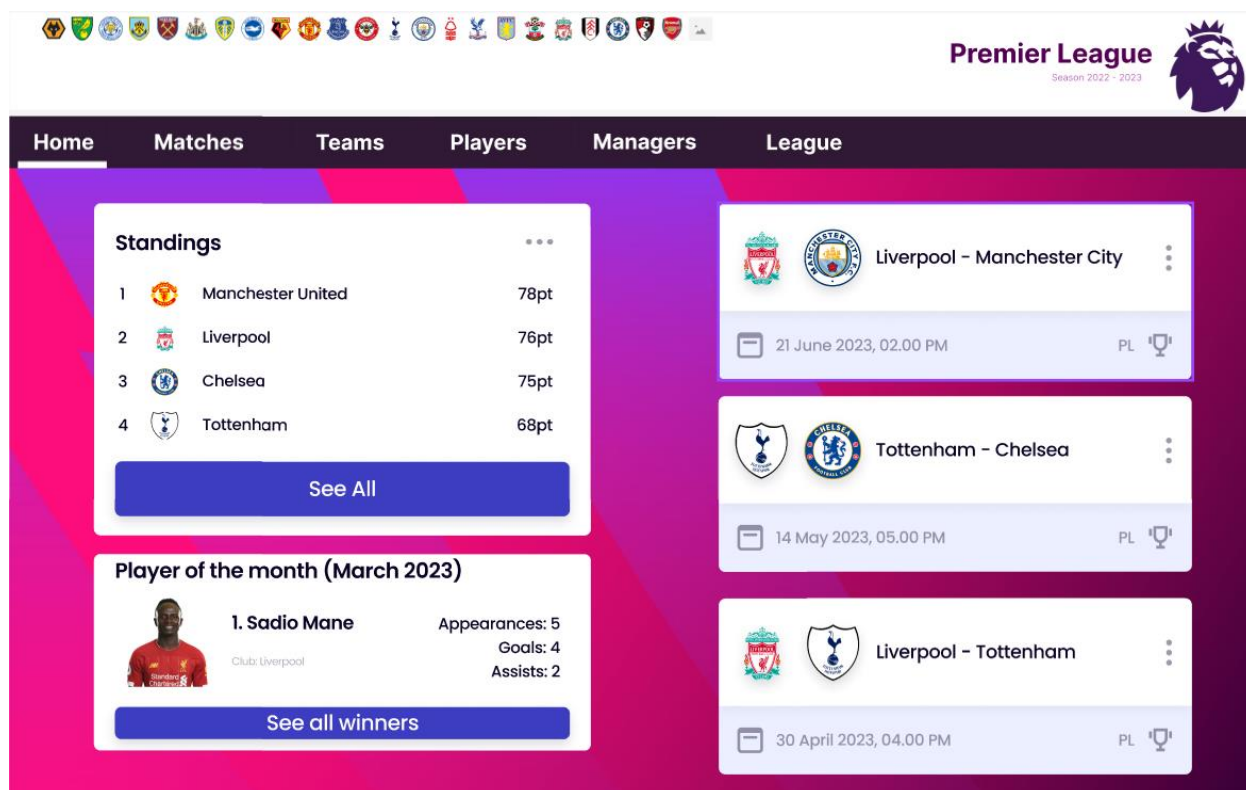 Premier League
Season 2022 - 2023
Home Matches Teams Players Managers League
Standings
1 Manchester United 78pt
2 Liverpool 76pt
3 Chelsea 75pt
4 Tottenham 68pt
See All
Player of the month (March 2023)
1. Sadio Mane
Club: Liverpool
Appearances: 5
Goals: 4
Assists: 2
See all winners
Liverpool - Manchester City
21 June 2023, 02.00 PM PL
Tottenham - Chelsea
14 May 2023, 05.00 PM PL
Liverpool - Tottenham
30 April 2023, 04.00 PM PL